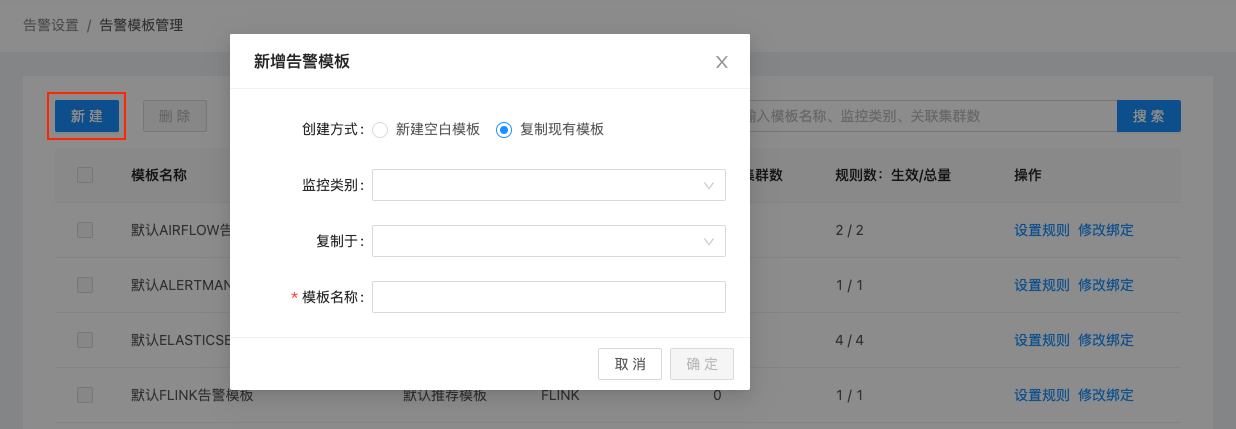 告警设置 / 告警模板管理
新增告警模板
新 建
删 除
输入模板名称、监控类别、关联集群数
搜 索
创建方式： 新建空白模板 复制现有模板
监控类别：
复制于：
* 模板名称：
取 消
确 定
模板名称 集群数 规则数：生效/总量 操作
默认AIRFLOW告 2 / 2 设置规则 修改绑定
默认ALERTMAN 1 / 1 设置规则 修改绑定
默认ELASTICSE 4 / 4 设置规则 修改绑定
默认FLINK告警模板 默认推荐模板 FLINK 0 1 / 1 设置规则 修改绑定